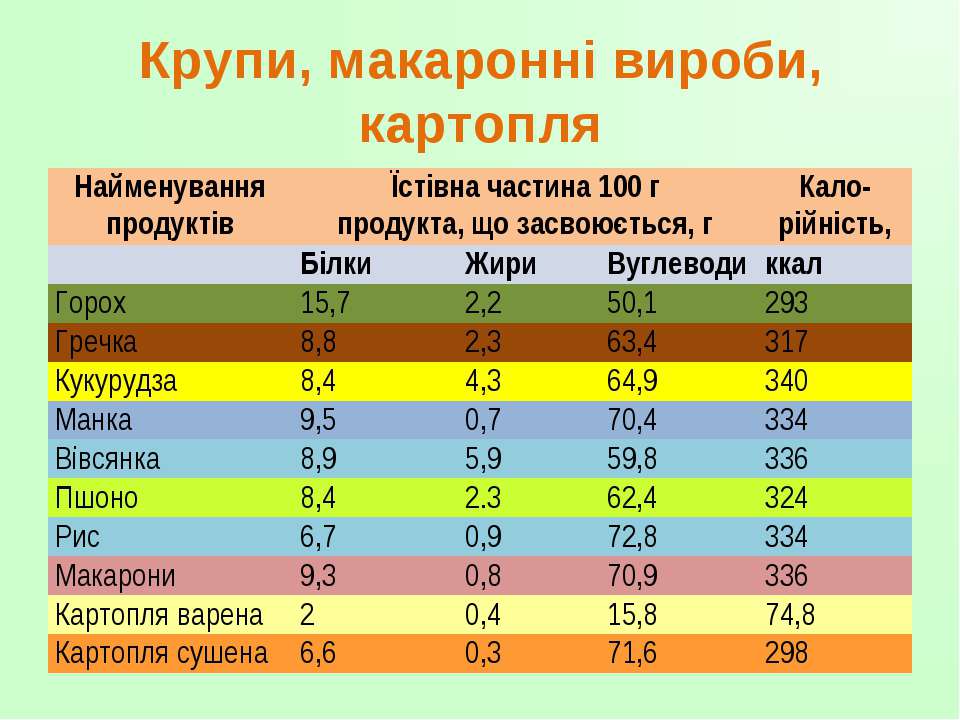 Крупи, макаронні вироби,
картопля
Найменування продуктів Їстівна частина 100 г продукта, що засвоюється, г Кало-рійність,
Білки Жири Вуглеводи ккал
Горох 15,7 2,2 50,1 293
Гречка 8,8 2,3 63,4 317
Кукурудза 8,4 4,3 64,9 340
Манка 9,5 0,7 70,4 334
Вівсянка 8,9 5,9 59,8 336
Пшоно 8,4 2.3 62,4 324
Рис 6,7 0,9 72,8 334
Макарони 9,3 0,8 70,9 336
Картопля варена 2 0,4 15,8 74,8
Картопля сушена 6,6 0,3 71,6 298